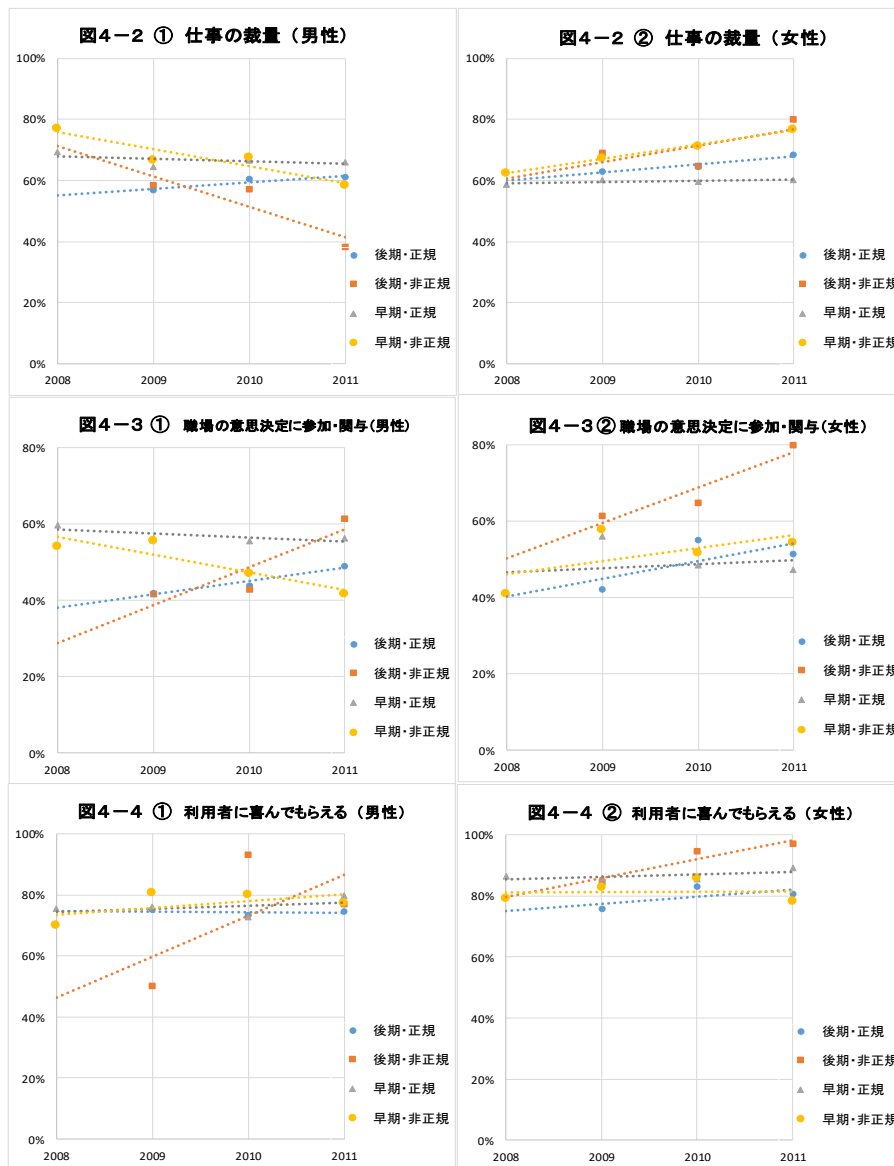 図4-2 ① 仕事の裁量（男性）
100%
80%
60%
40%
20%
0%
2008 2009 2010 2011
後期・正規
後期・非正規
早期・正規
早期・非正規
図4-2 ② 仕事の裁量（女性）
100%
80%
60%
40%
20%
0%
2008 2009 2010 2011
後期・正規
後期・非正規
早期・正規
早期・非正規
図4-3 ① 職場の意思決定に参加・関与（男性）
80%
60%
40%
20%
0%
2008 2009 2010 2011
後期・正規
後期・非正規
早期・正規
早期・非正規
図4-3② 職場の意思決定に参加・関与（女性）
80%
60%
40%
20%
0%
2008 2009 2010 2011
後期・正規
後期・非正規
早期・正規
早期・非正規
図4-4 ① 利用者に喜んでもらえる（男性）
100%
80%
60%
40%
20%
0%
2008 2009 2010 2011
後期・正規
後期・非正規
早期・正規
早期・非正規
図4-4 ② 利用者に喜んでもらえる（女性）
100%
80%
60%
40%
20%
0%
2008 2009 2010 2011
後期・正規
後期・非正規
早期・正規
早期・非正規